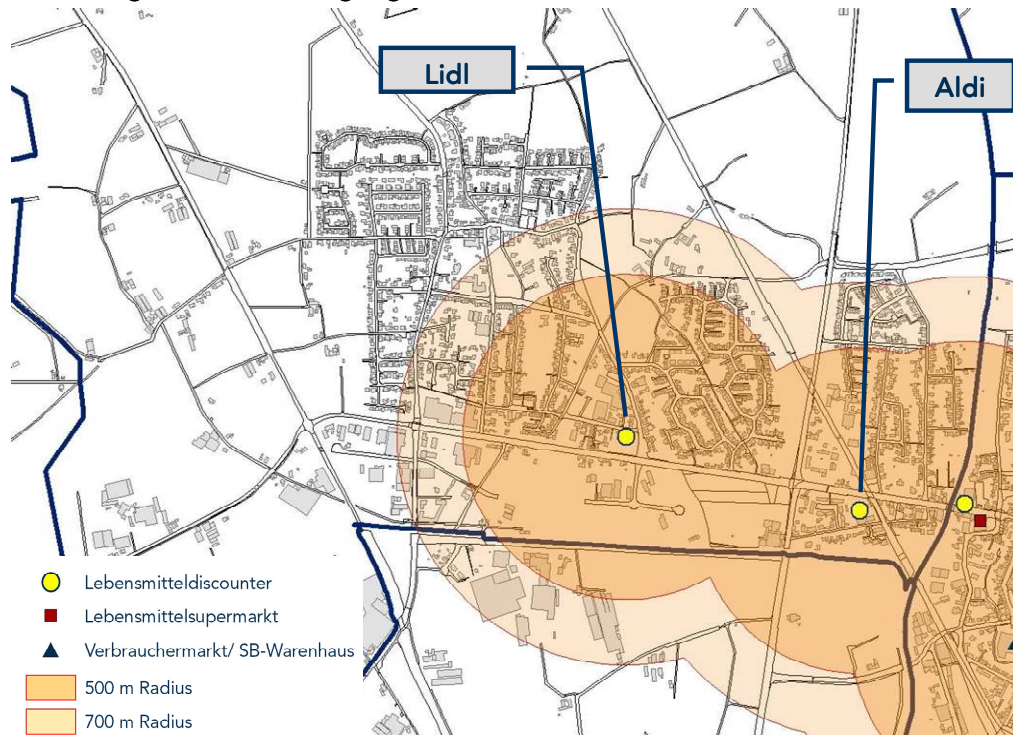 Lidl
Aldi
Lebensmitteldiscounter
Lebensmittelsupermarkt
Verbrauchermarkt/ SB-Warenhaus
500 m Radius
700 m Radius